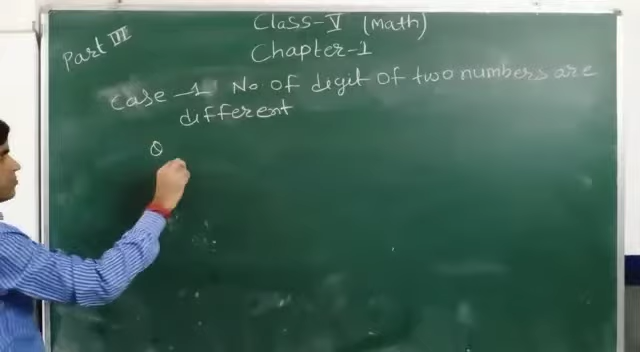 Part III
Class-V (Math)
Chapter-1
Case-1: No of digit of two numbers are
different
Q